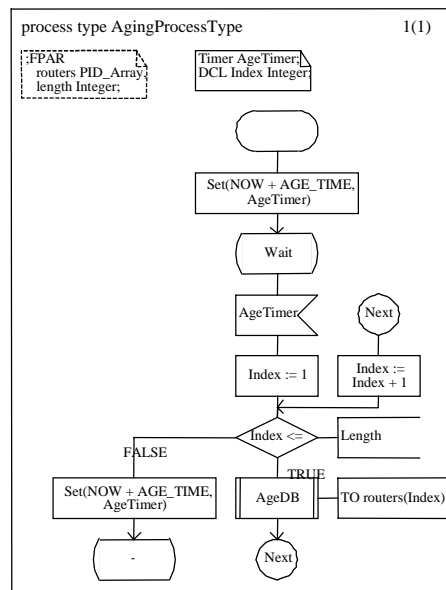 process type AgingProcessType 1(1)
;FPAR
routers PID_Array,
length Integer;
Timer AgeTimer;
DCL Index Integer;
Set(NOW + AGE_TIME,
AgeTimer)
Wait
AgeTimer
Next
Index := 1
Index :=
Index + 1
Index <=
Length
FALSE
TRUE
Set(NOW + AGE_TIME,
AgeTimer)
AgeDB
TO routers(Index)
-
Next